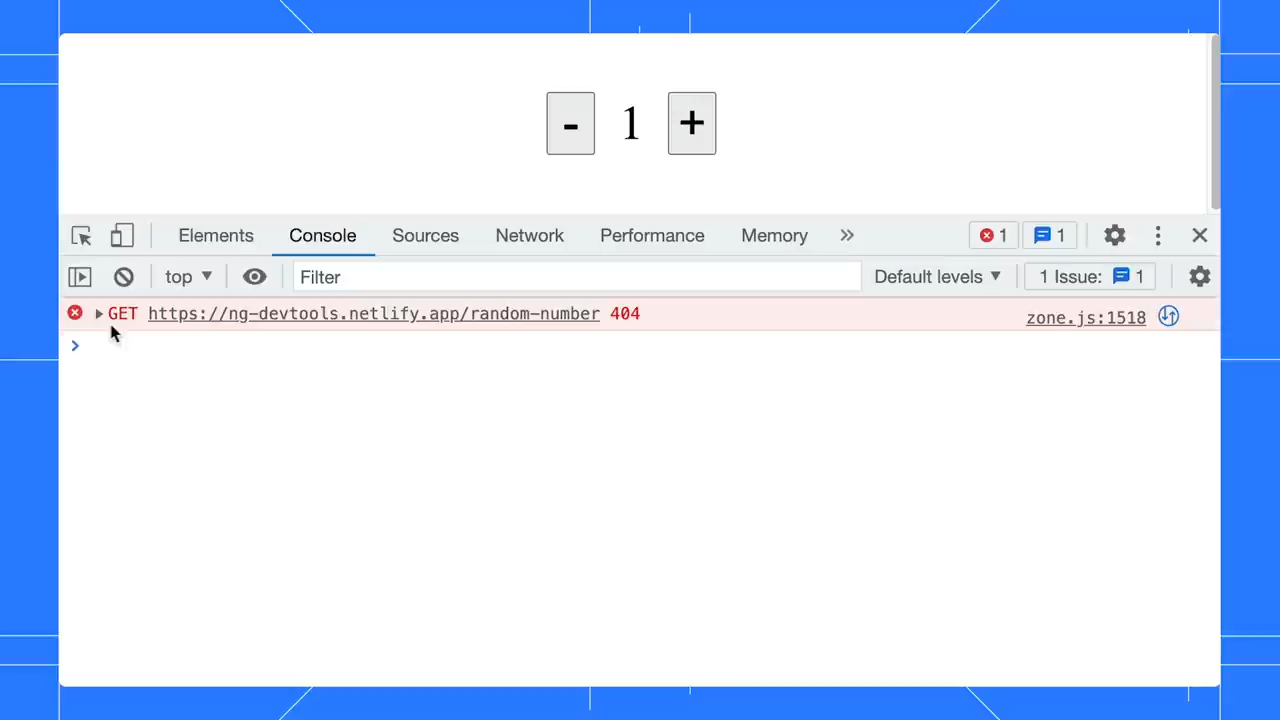 - 1 +
Elements Console Sources Network Performance Memory » 1 1
top ▼ Filter Default levels ▼ 1 Issue: 1
GET https://ng-devtools.netlify.app/random-number 404 zone.js:1518
>